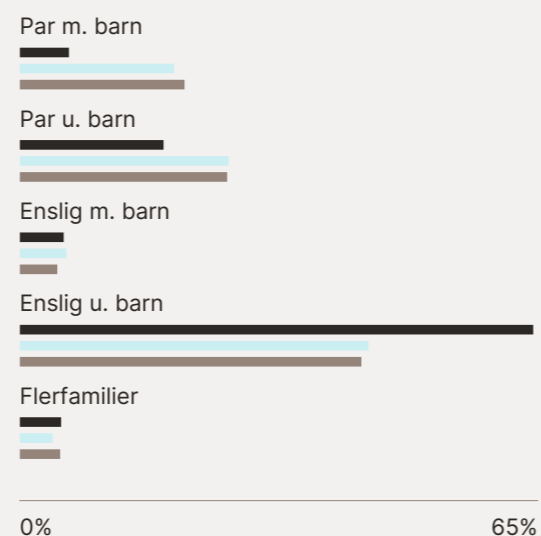 Par m. barn
Par u. barn
Enslig m. barn
Enslig u. barn
Flerfamilier
0% 65%